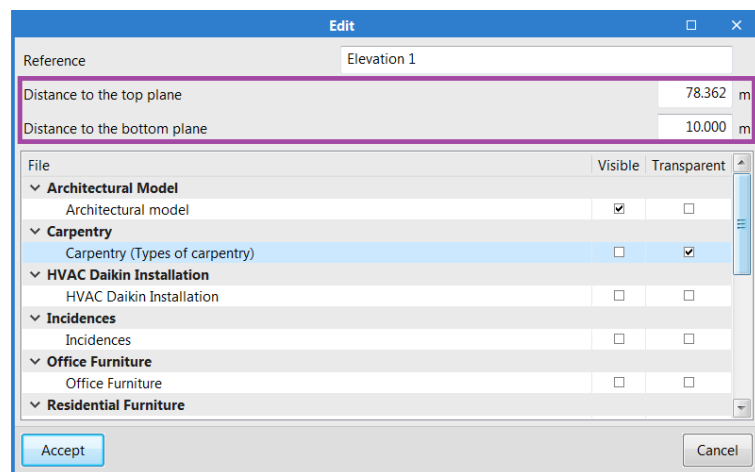 Edit
Reference Elevation 1
Distance to the top plane 78.362 m
Distance to the bottom plane 10.000 m
File Visible Transparent
Architectural Model
Architectural model
Carpentry
Carpentry (Types of carpentry)
HVAC Daikin Installation
HVAC Daikin Installation
Incidences
Incidences
Office Furniture
Office Furniture
Residential Furniture
Accept Cancel